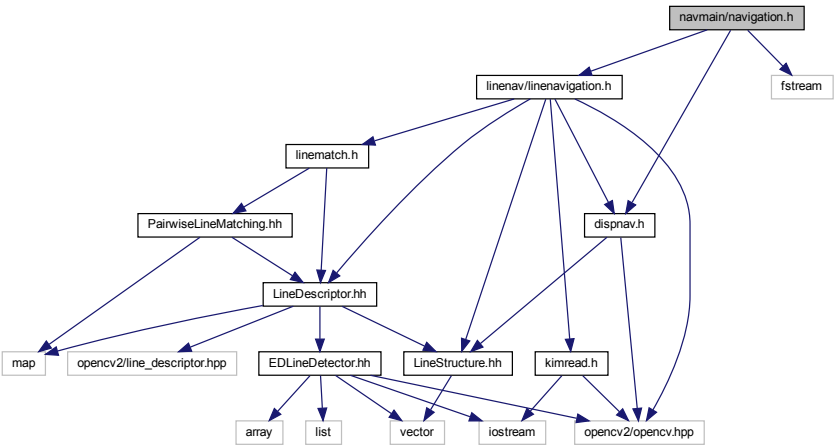 navmain/navigation.h
linenav/linenavigation.h
fstream
linematch.h
PairwiseLineMatching.hh
dispnav.h
LineDescriptor.hh
map
opencv2/line_descriptor.hpp
EDLineDetector.hh
LineStructure.hh
kimread.h
array
list
vector
iostream
opencv2/opencv.hpp